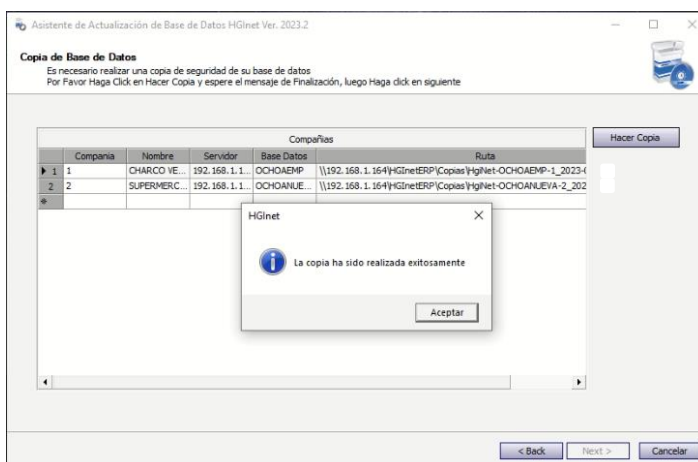 Asistente de Actualización de Base de Datos HGInet Ver. 2023.2
Copia de Base de Datos
Es necesario realizar una copia de seguridad de su base de datos
Por Favor Haga Click en Hacer Copia y espere el mensaje de Finalización, luego Haga click en siguiente
Compañias
Hacer Copia
Compania Nombre Servidor Base Datos Ruta
1 1 CHARCO VE... 192.168.1.1... OCHOAEMP \\192.168.1.164\HGInetERP\Copias\HgiNet-OCHOAEMP-1_2023-0
2 2 SUPERMERC... 192.168.1.1... OCHOANUE... \\192.168.1.164\HGInetERP\Copias\HgiNet-OCHOANUEVA-2_202
HGInet
La copia ha sido realizada exitosamente
Aceptar
< Back Next > Cancelar